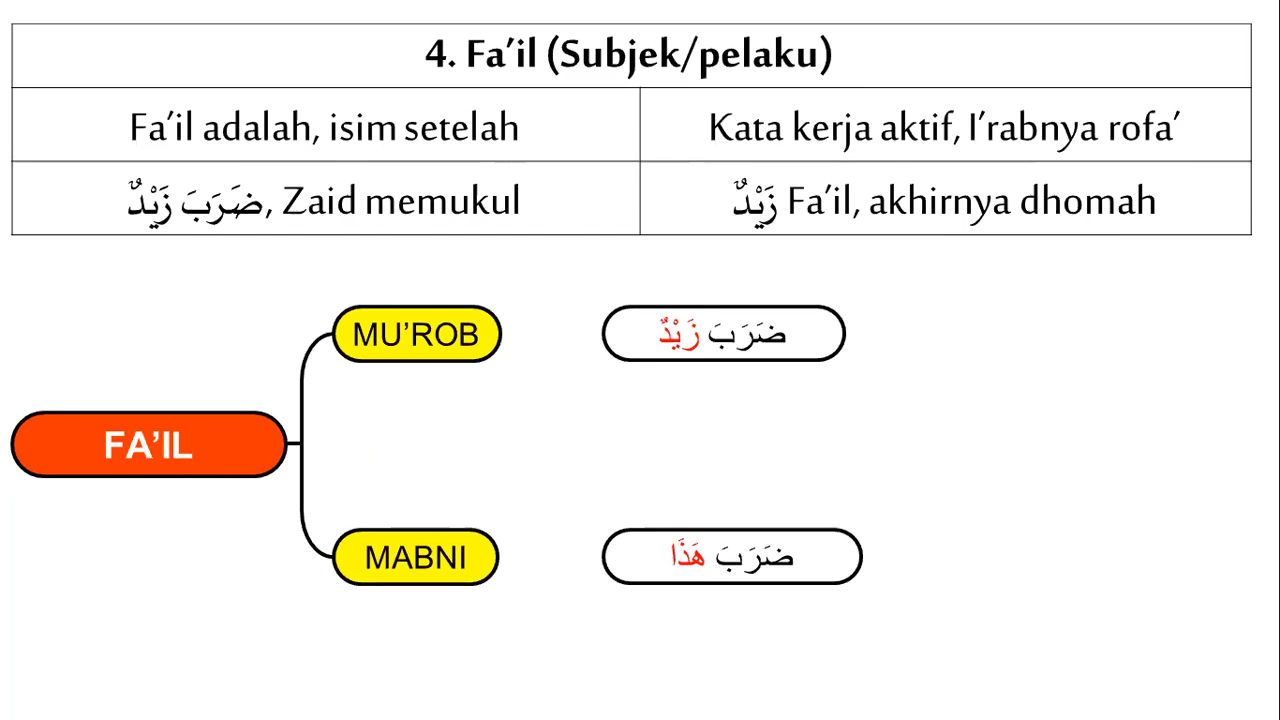 4. Fa’il (Subjek/pelaku)
Fa’il adalah, isim setelah
Kata kerja aktif, I’rabnya rofa’
ضَرَبَ زَيْدٌ, Zaid memukul
زَيْدٌ Fa’il, akhirnya dhomah
MU’ROB
ضَرَبَ زَيْدٌ
FA’IL
MABNI
ضَرَبَ هَذَا